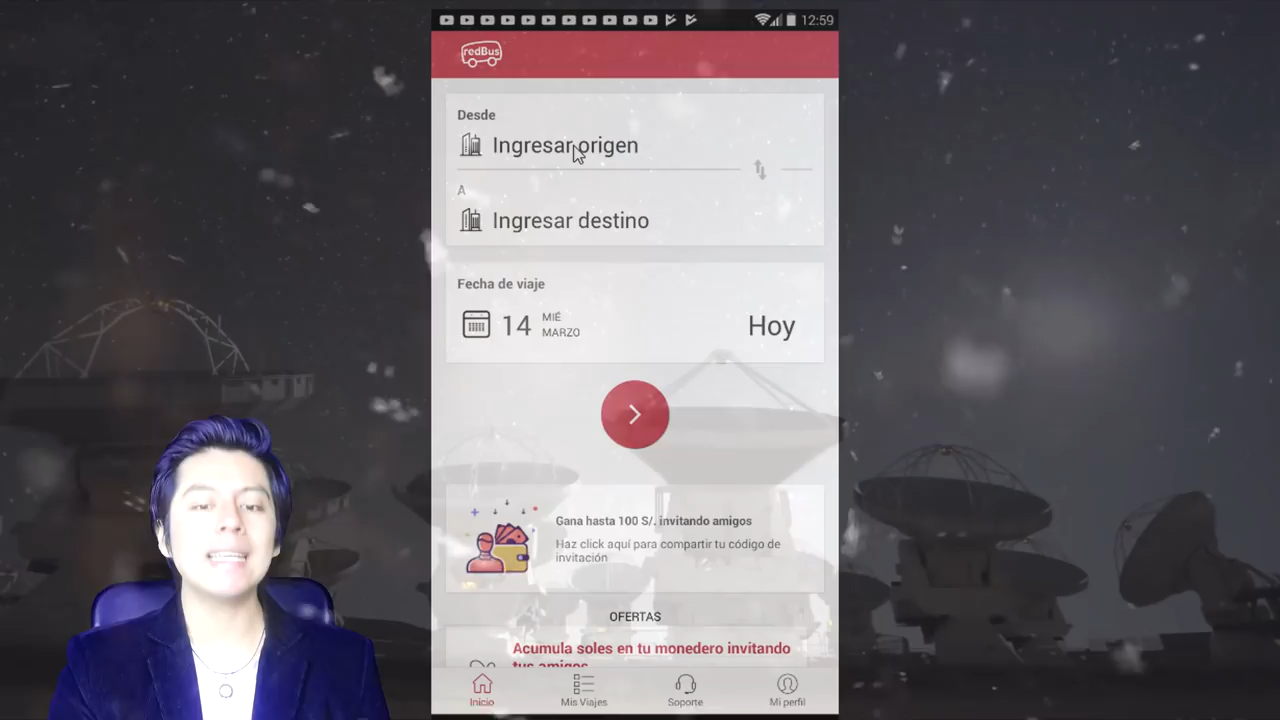 12:59
redBus
Desde
Ingresar origen
A
Ingresar destino
Fecha de viaje
14
MIÉ
MARZO
Hoy
Gana hasta 100 S/. invitando amigos
Haz click aquí para compartir tu código de
invitación
OFERTAS
Acumula soles en tu monedero invitando
tus amigos
Inicio
Mis Viajes
Soporte
Mi perfil